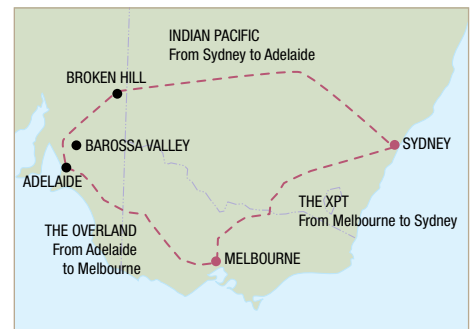 INDIAN PACIFIC
From Sydney to Adelaide
BROKEN HILL
BAROSSA VALLEY
SYDNEY
ADELAIDE
THE XPT
From Melbourne to Sydney
THE OVERLAND
From Adelaide
to Melbourne
MELBOURNE